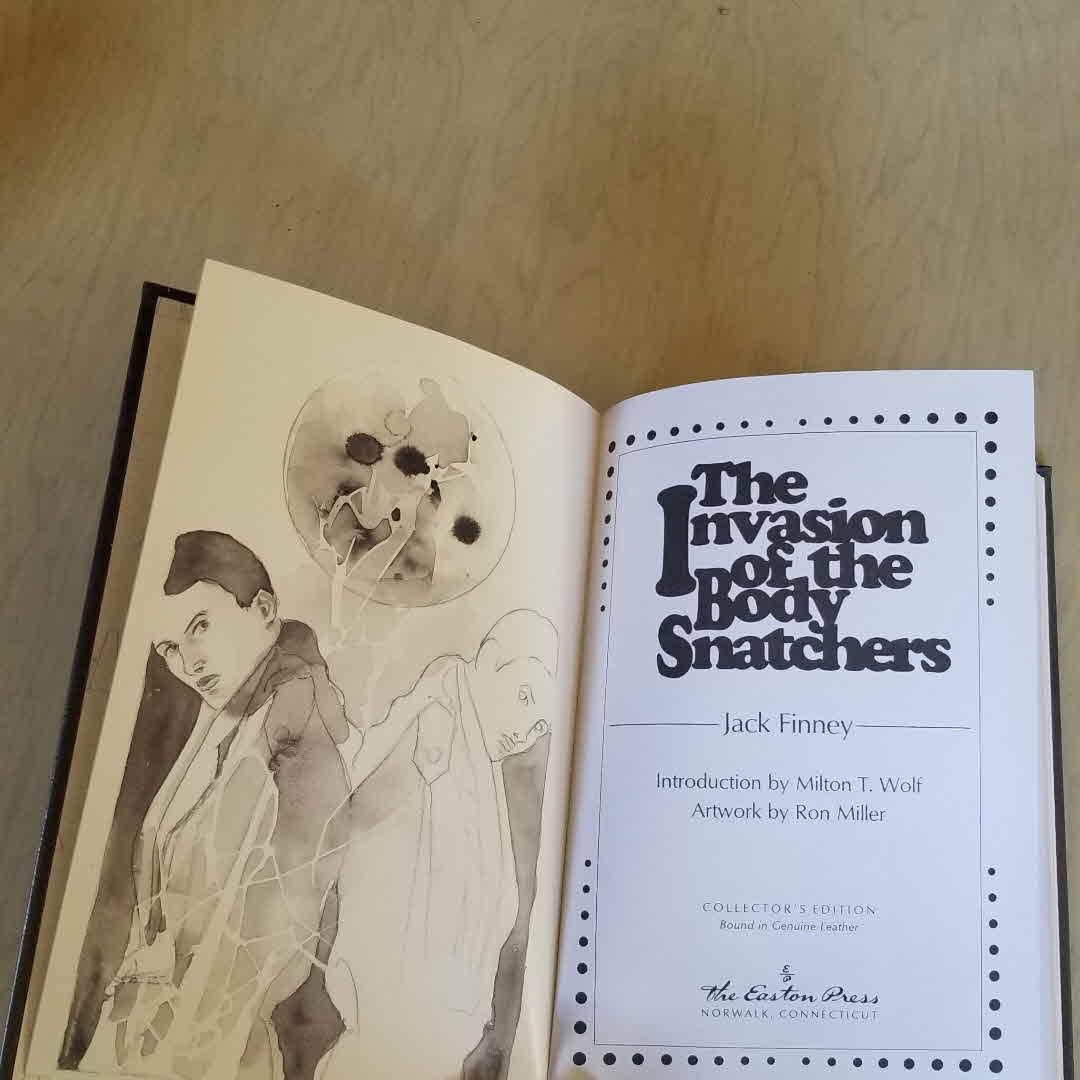 The
Invasion
of the
Body
Snatchers
Jack Finney
Introduction by Milton T. Wolf
Artwork by Ron Miller
COLLECTOR'S EDITION
Bound in Genuine Leather
E/P
The Easton Press
NORWALK, CONNECTICUT